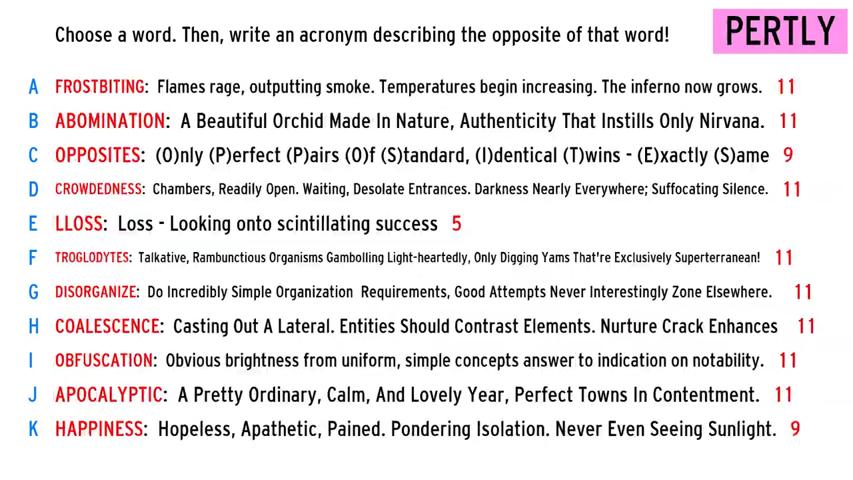 Choose a word. Then, write an acronym describing the opposite of that word!
PERTLY
A FROSTBITING: Flames rage, outputting smoke. Temperatures begin increasing. The inferno now grows. 11
B ABOMINATION: A Beautiful Orchid Made In Nature, Authenticity That Instills Only Nirvana. 11
C OPPOSITES: (O)nly (P)erfect (P)airs (O)f (S)tandard, (I)dentical (T)wins - (E)xactly (S)ame 9
D CROWDEDNESS: Chambers, Readily Open. Waiting, Desolate Entrances. Darkness Nearly Everywhere; Suffocating Silence. 11
E LLOSS: Loss - Looking onto scintillating success 5
F TROGLODYTES: Talkative, Rambunctious Organisms Gambolling Light-heartedly, Only Digging Yams That're Exclusively Superterranean! 11
G DISORGANIZE: Do Incredibly Simple Organization Requirements, Good Attempts Never Interestingly Zone Elsewhere. 11
H COALESCENCE: Casting Out A Lateral. Entities Should Contrast Elements. Nurture Crack Enhances 11
I OBFUSCATION: Obvious brightness from uniform, simple concepts answer to indication on notability. 11
J APOCALYPTIC: A Pretty Ordinary, Calm, And Lovely Year, Perfect Towns In Contentment. 11
K HAPPINESS: Hopeless, Apathetic, Pained. Pondering Isolation. Never Even Seeing Sunlight. 9